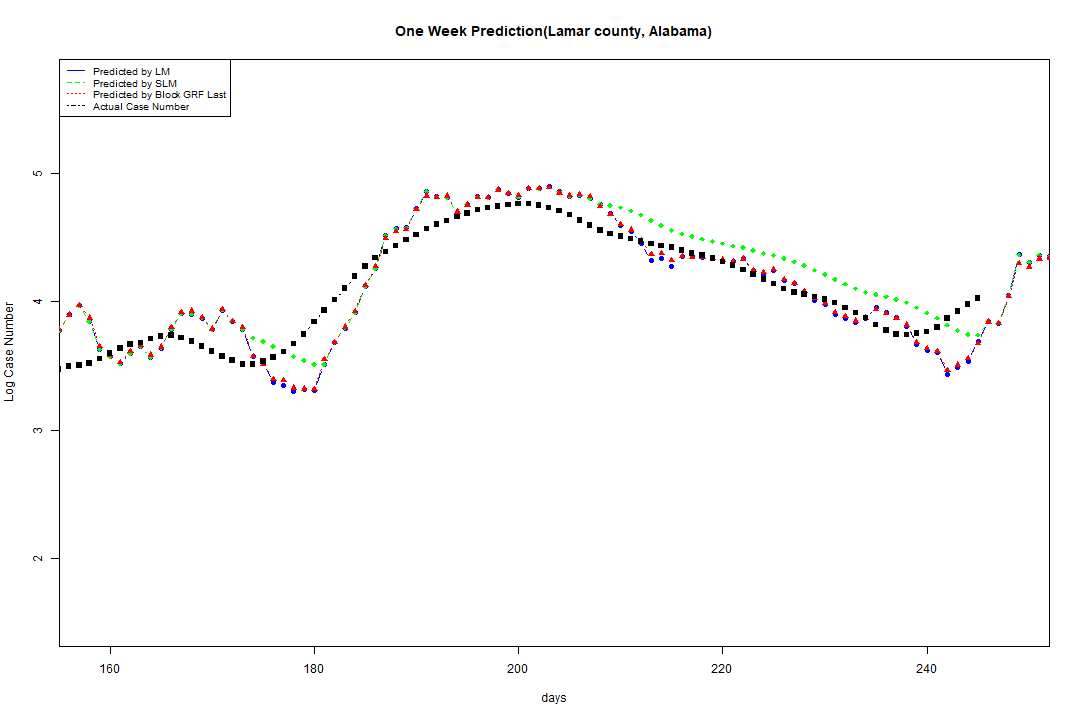 One Week Prediction(Lamar county, Alabama)
Predicted by LM
Predicted by SLM
Predicted by Block GRF Last
Actual Case Number
5
4
3
2
Log Case Number
160 180 200 220 240
days